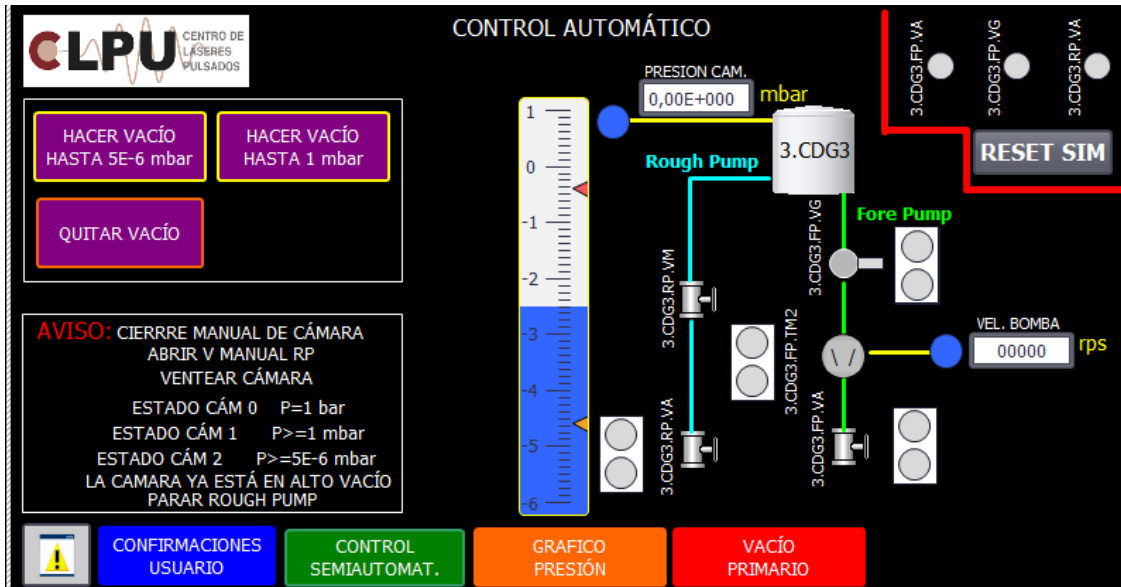 CLPU
CENTRO DE
LÁSERES
PULSADOS
CONTROL AUTOMÁTICO
HACER VACÍO
HASTA 5E-6 mbar
HACER VACÍO
HASTA 1 mbar
QUITAR VACÍO
AVISO: CIERRRE MANUAL DE CÁMARA
ABRIR V MANUAL RP
VENTEAR CÁMARA
ESTADO CÁM 0 P=1 bar
ESTADO CÁM 1 P>=1 mbar
ESTADO CÁM 2 P>=5E-6 mbar
LA CAMARA YA ESTÁ EN ALTO VACÍO
PARAR ROUGH PUMP
1
0
-1
-2
-3
-4
-5
-6
PRESION CAM.
0,00E+000 mbar
3.CDG3
Rough Pump
Fore Pump
3.CDG3.RP.VM
3.CDG3.RP.VA
3.CDG3.FP.VG
3.CDG3.FP.TM2
3.CDG3.FP.VA
VEL. BOMBA
00000 rps
3.CDG3.FP.VA
3.CDG3.FP.VG
3.CDG3.RP.VA
RESET SIM
CONFIRMACIONES
USUARIO
CONTROL
SEMIAUTOMAT.
GRAFICO
PRESIÓN
VACÍO
PRIMARIO